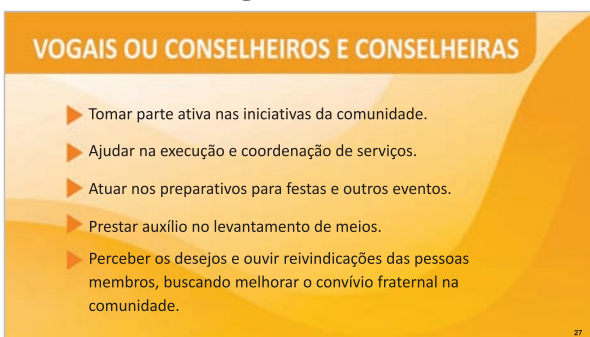 VOGAIS OU CONSELHEIROS E CONSELHEIRAS
Tomar parte ativa nas iniciativas da comunidade.
Ajudar na execução e coordenação de serviços.
Atuar nos preparativos para festas e outros eventos.
Prestar auxílio no levantamento de meios.
Perceber os desejos e ouvir reivindicações das pessoas
membros, buscando melhorar o convívio fraternal na
comunidade.
27